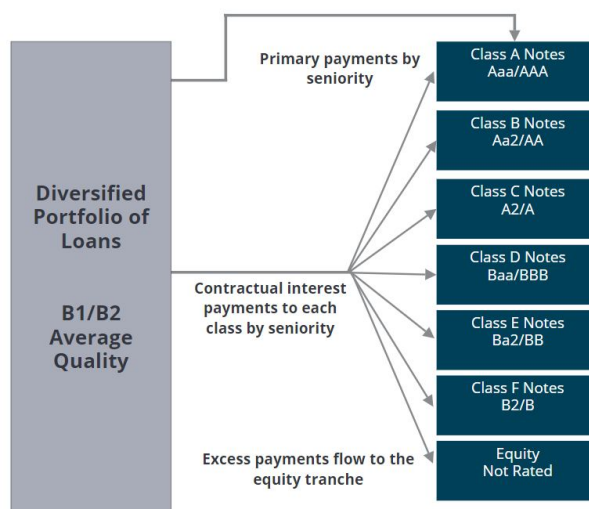 Diversified
Portfolio of
Loans
B1/B2
Average
Quality
Primary payments by
seniority
Contractual interest
payments to each
class by seniority
Excess payments flow to the
equity tranche
Class A Notes
Aaa/AAA
Class B Notes
Aa2/AA
Class C Notes
A2/A
Class D Notes
Baa/BBB
Class E Notes
Ba2/BB
Class F Notes
B2/B
Equity
Not Rated